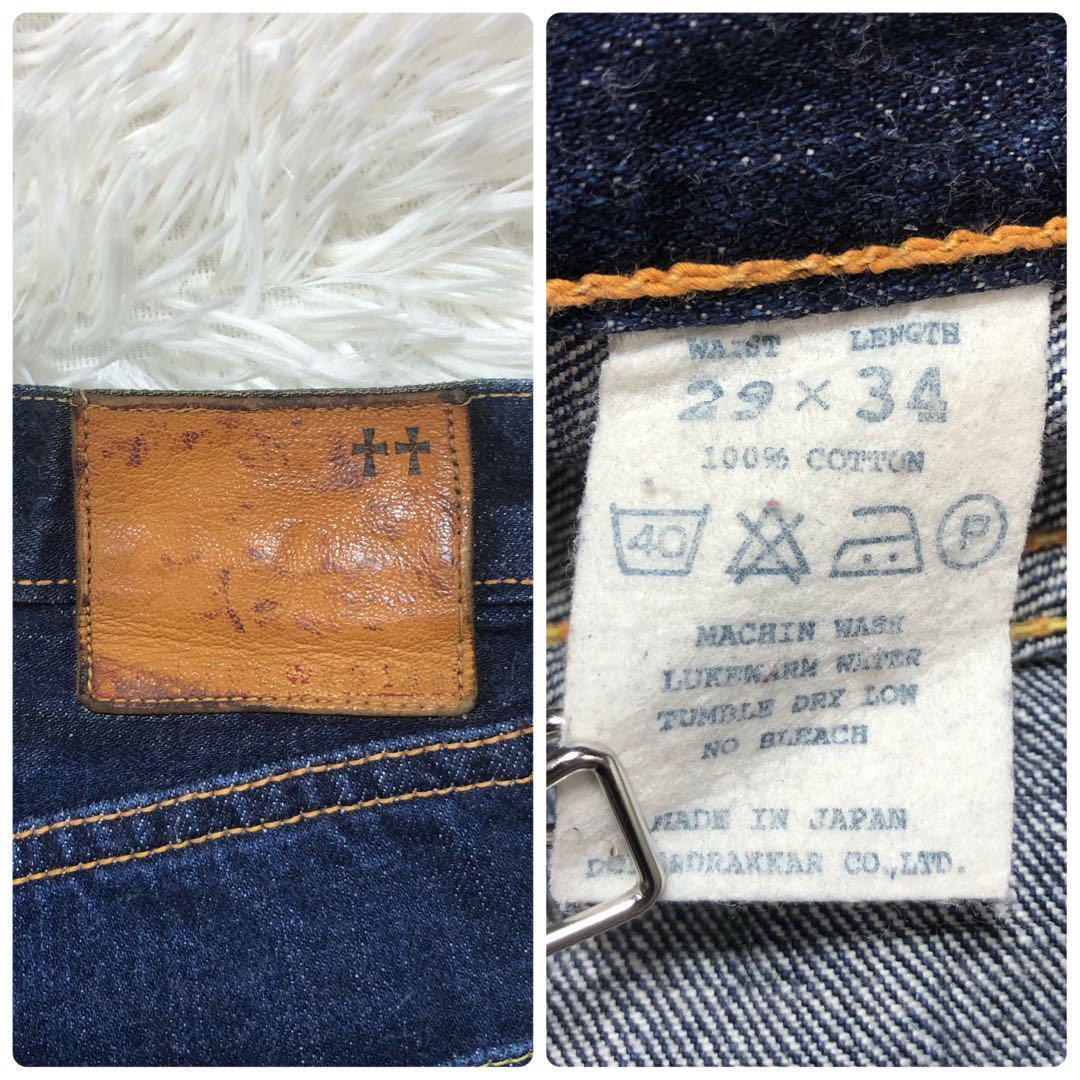 ††
WAIST LENGTH
29 × 34
100% COTTON
40 P
MACHIN WASH
LUKEWARM WATER
TUMBLE DRY LOW
NO BLEACH
MADE IN JAPAN
CO.,LTD.